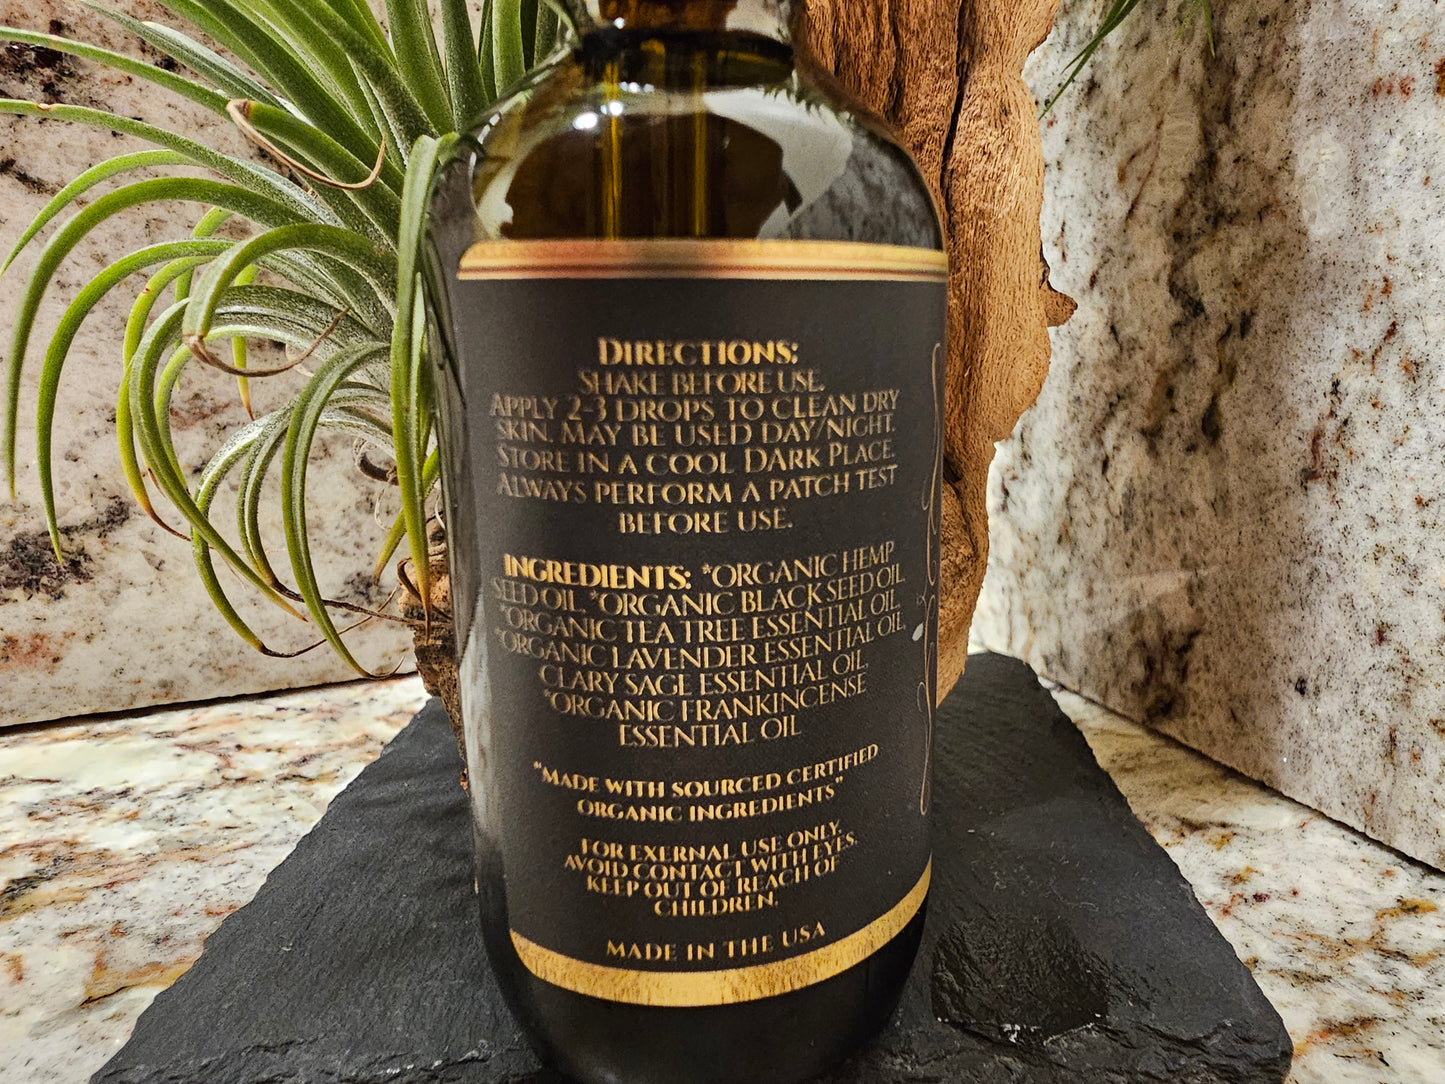 DIRECTIONS:
SHAKE BEFORE USE.
APPLY 2-3 DROPS TO CLEAN DRY
SKIN. MAY BE USED DAY/NIGHT.
STORE IN A COOL DARK PLACE.
ALWAYS PERFORM A PATCH TEST
BEFORE USE.
INGREDIENTS: *ORGANIC HEMP
SEED OIL, *ORGANIC BLACK SEED OIL,
*ORGANIC TEA TREE ESSENTIAL OIL,
*ORGANIC LAVENDER ESSENTIAL OIL,
CLARY SAGE ESSENTIAL OIL,
*ORGANIC FRANKINCENSE
ESSENTIAL OIL
"MADE WITH SOURCED CERTIFIED
ORGANIC INGREDIENTS"
FOR EXERNAL USE ONLY.
AVOID CONTACT WITH EYES.
KEEP OUT OF REACH OF
CHILDREN.
MADE IN THE USA